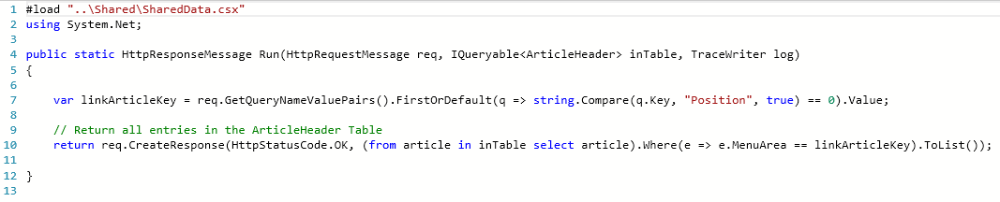 1 #load "..\Shared\SharedData.csx"
2 using System.Net;
3
4 public static HttpResponseMessage Run(HttpRequestMessage req, IQueryable<ArticleHeader> inTable, TraceWriter log)
5 {
6
7 var linkArticleKey = req.GetQueryNameValuePairs().FirstOrDefault(q => string.Compare(q.Key, "Position", true) == 0).Value;
8
9 // Return all entries in the ArticleHeader Table
10 return req.CreateResponse(HttpStatusCode.OK, (from article in inTable select article).Where(e => e.MenuArea == linkArticleKey).ToList());
11
12 }
13